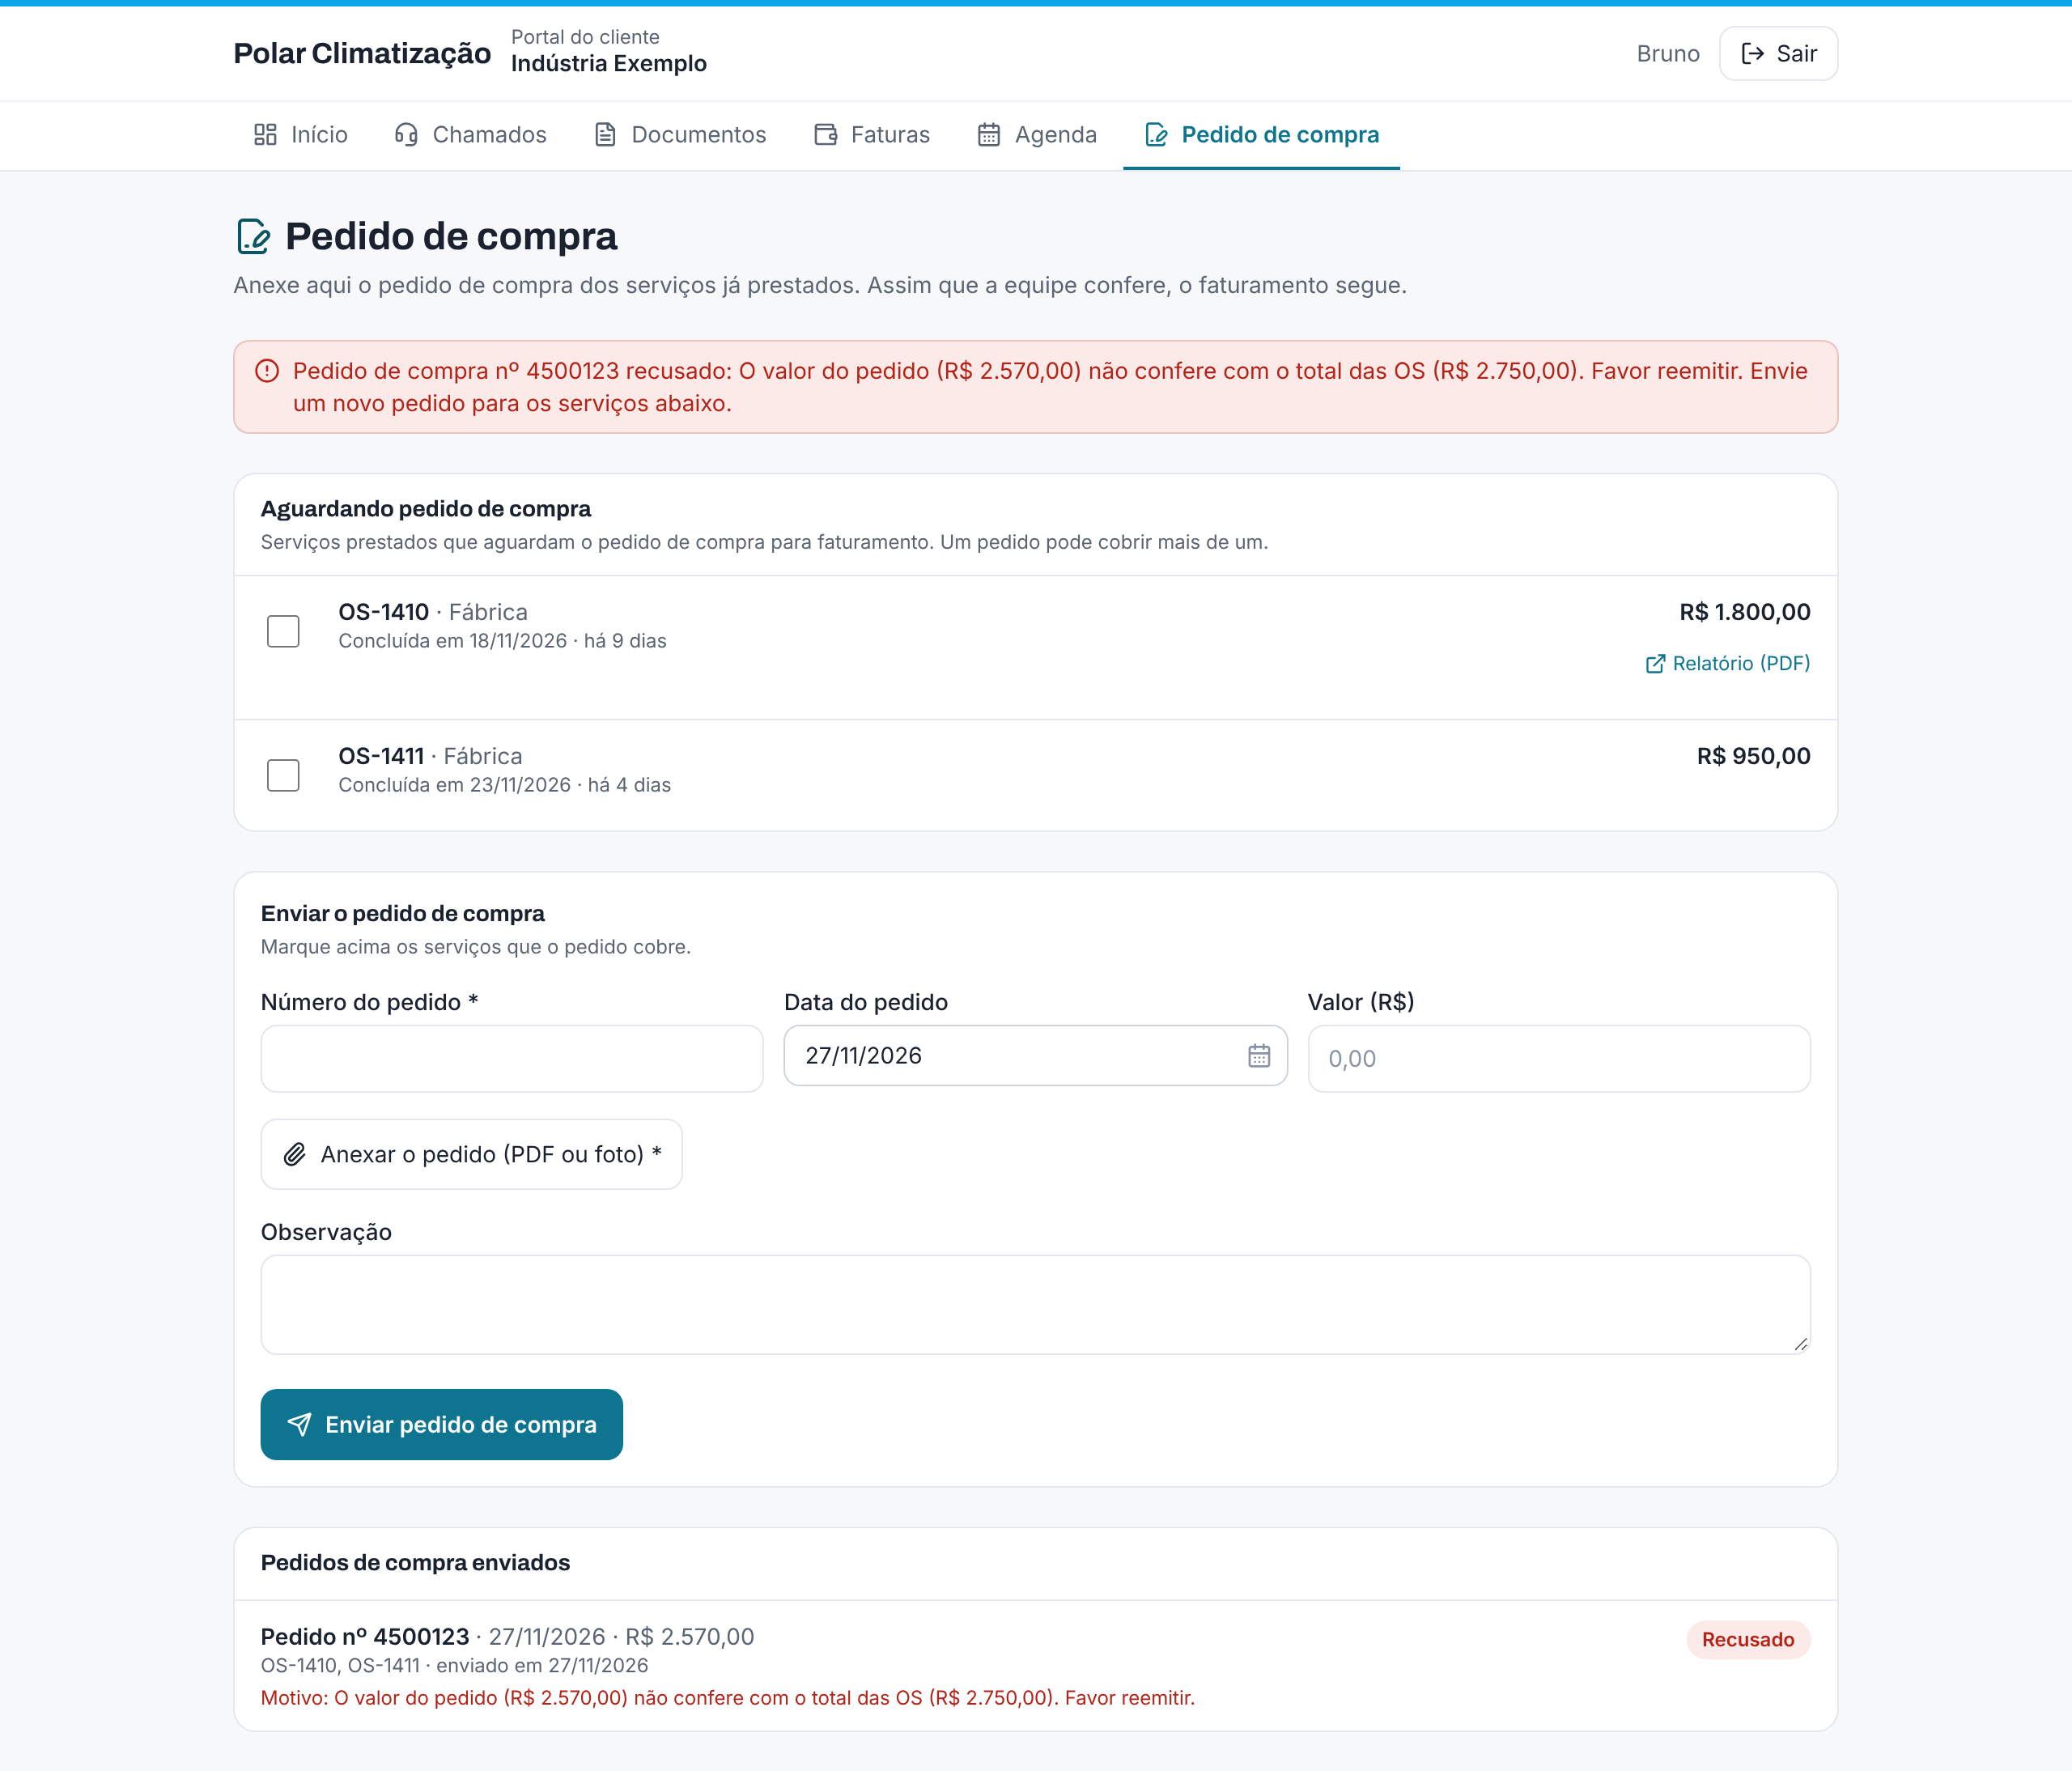 Polar Climatização
Portal do cliente
Indústria Exemplo
Bruno
Sair
Início
Chamados
Documentos
Faturas
Agenda
Pedido de compra
Pedido de compra
Anexe aqui o pedido de compra dos serviços já prestados. Assim que a equipe confere, o faturamento segue.
Pedido de compra nº 4500123 recusado: O valor do pedido (R$ 2.570,00) não confere com o total das OS (R$ 2.750,00). Favor reemitir. Envie
um novo pedido para os serviços abaixo.
Aguardando pedido de compra
Serviços prestados que aguardam o pedido de compra para faturamento. Um pedido pode cobrir mais de um.
OS-1410 · Fábrica
R$ 1.800,00
Concluída em 18/11/2026 · há 9 dias
Relatório (PDF)
OS-1411 · Fábrica
R$ 950,00
Concluída em 23/11/2026 · há 4 dias
Enviar o pedido de compra
Marque acima os serviços que o pedido cobre.
Número do pedido *
Data do pedido
Valor (R$)
27/11/2026
0,00
Anexar o pedido (PDF ou foto) *
Observação
Enviar pedido de compra
Pedidos de compra enviados
Pedido nº 4500123 · 27/11/2026 · R$ 2.570,00
Recusado
OS-1410, OS-1411 · enviado em 27/11/2026
Motivo: O valor do pedido (R$ 2.570,00) não confere com o total das OS (R$ 2.750,00). Favor reemitir.